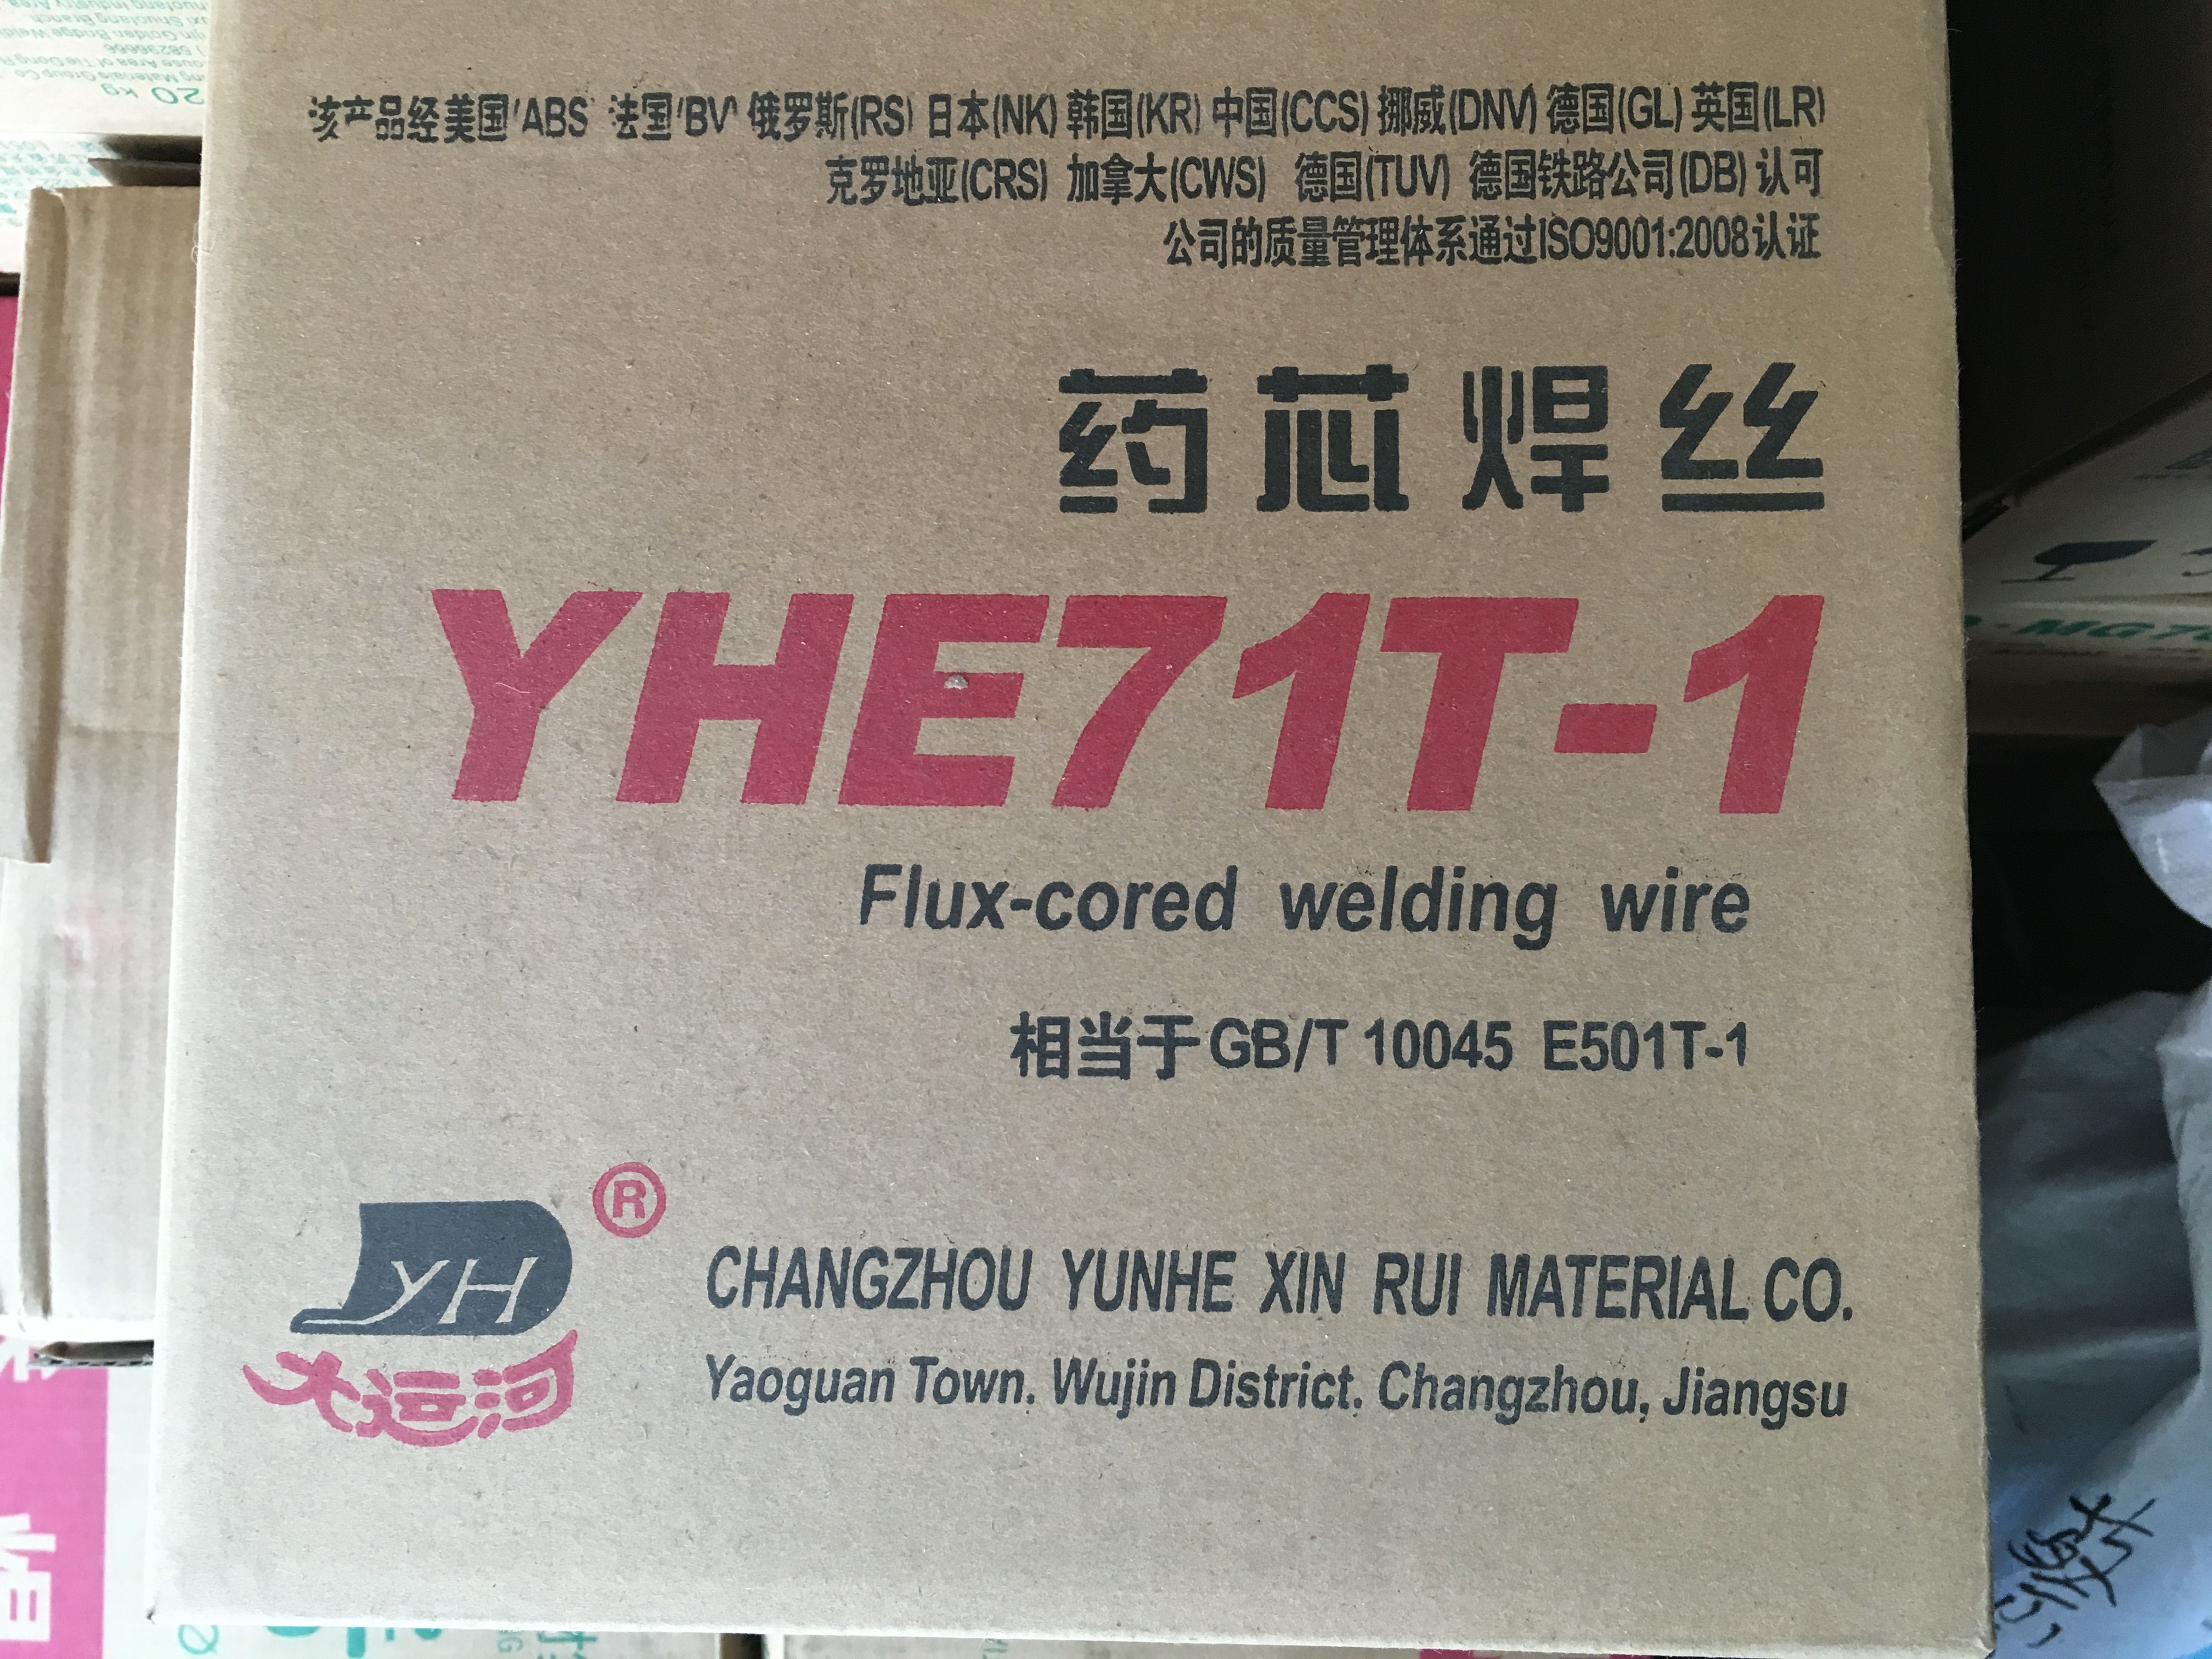 该产品经美国(ABS) 法国(BV) 俄罗斯(RS) 日本(NK) 韩国(KR) 中国(CCS) 挪威(DNV) 德国(GL) 英国(LR)
克罗地亚(CRS) 加拿大(CWS) 德国(TUV) 德国铁路公司(DB) 认可
公司的质量管理体系通过ISO9001:2008认证
药芯焊丝
YHE71T-1
Flux-cored welding wire
相当于GB/T 10045 E501T-1
®
YH
大运河
CHANGZHOU YUNHE XIN RUI MATERIAL CO.
Yaoguan Town. Wujin District. Changzhou, Jiangsu
20 kg